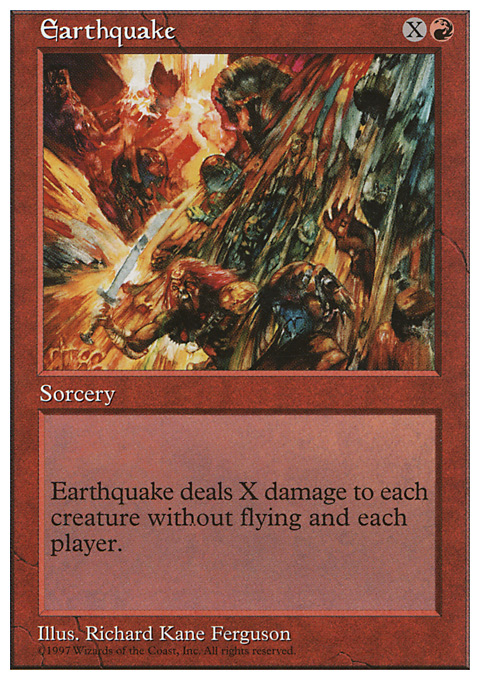 Earthquake X
Sorcery
Earthquake deals X damage to each
creature without flying and each
player.
Illus. Richard Kane Ferguson
©1997 Wizards of the Coast, Inc. All rights reserved.